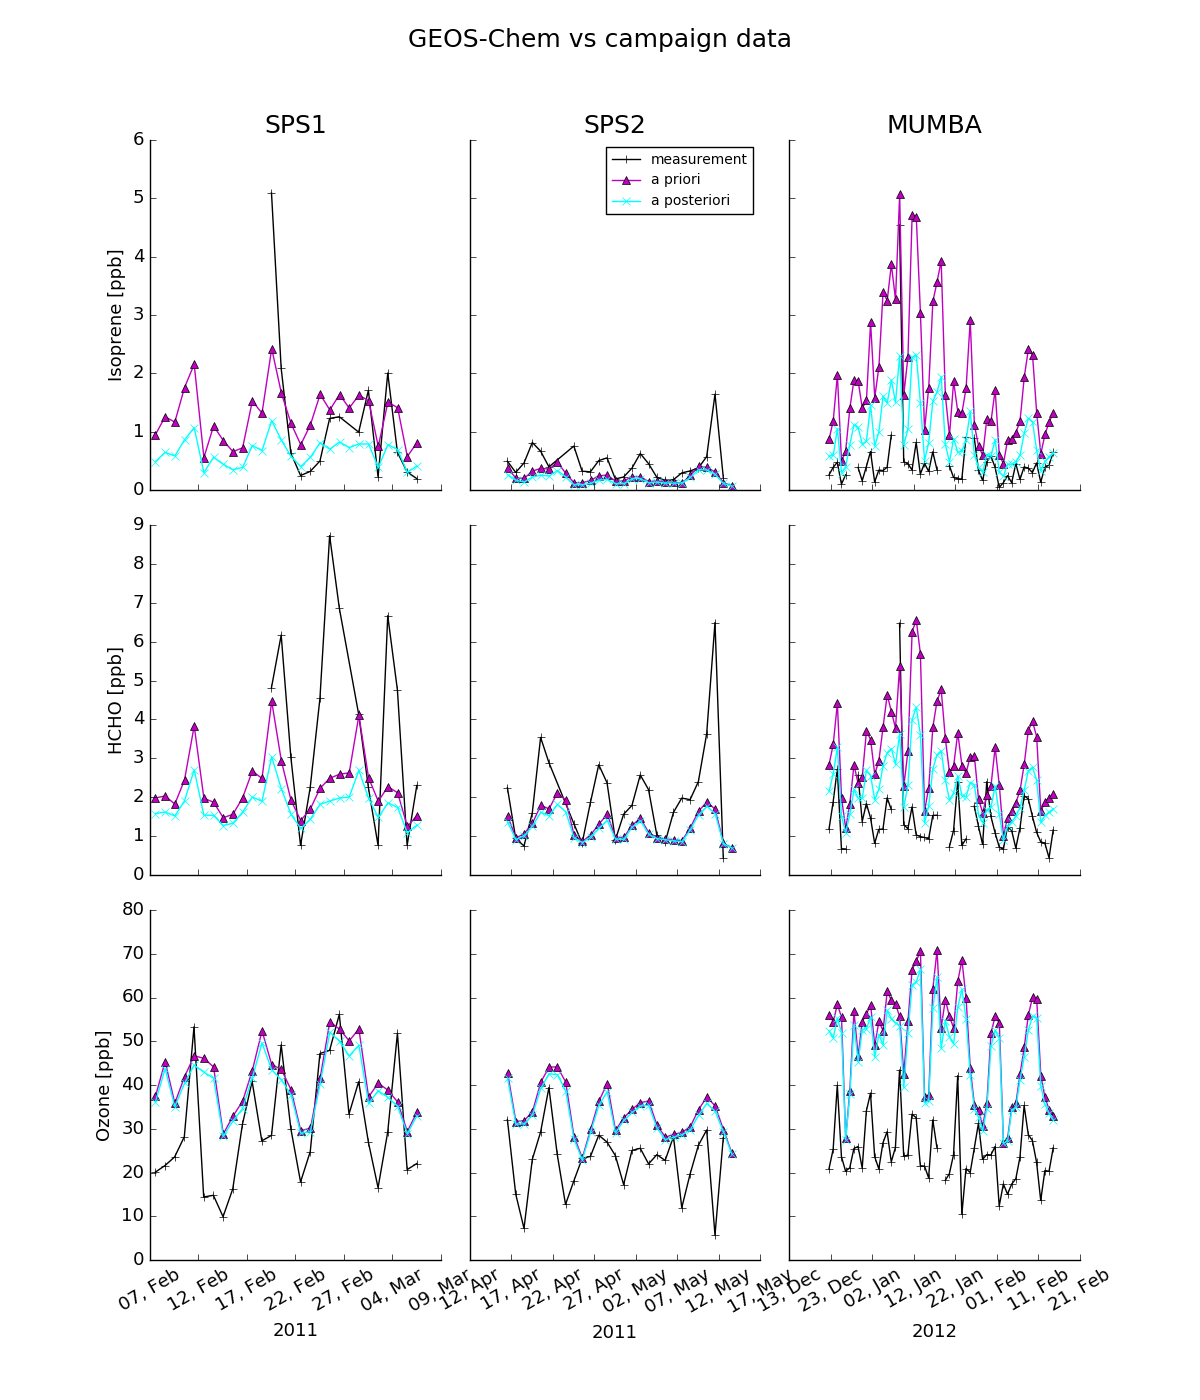 GEOS-Chem vs campaign data
SPS1
SPS2
MUMBA
Isoprene [ppb]
6
5
4
3
2
1
0
measurement
a priori
a posteriori
HCHO [ppb]
9
8
7
6
5
4
3
2
1
0
Ozone [ppb]
80
70
60
50
40
30
20
10
0
07, Feb
12, Feb
17, Feb
22, Feb
27, Feb
04, Mar
09, Mar
12, Apr
17, Apr
22, Apr
27, Apr
02, May
07, May
12, May
17, May
13, Dec
23, Dec
02, Jan
12, Jan
12, Jan
22, Feb
01, Feb
11, Feb
21, Feb
2011
2011
2012